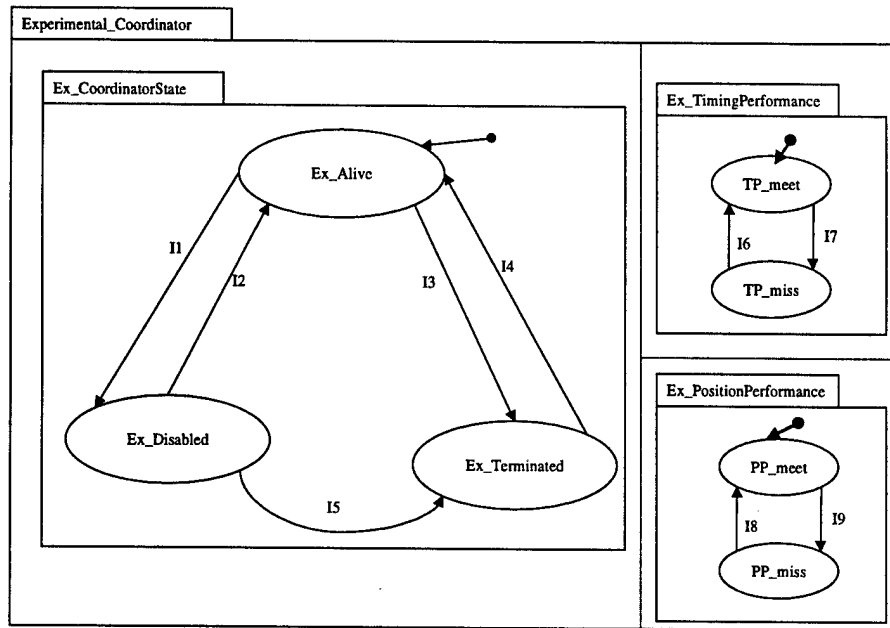 Experimental_Coordinator
Ex_CoordinatorState
Ex_Alive
I1
I2
I3
I4
Ex_Disabled
Ex_Terminated
I5
Ex_TimingPerformance
TP_meet
I6
I7
TP_miss
Ex_PositionPerformance
PP_meet
I8
I9
PP_miss